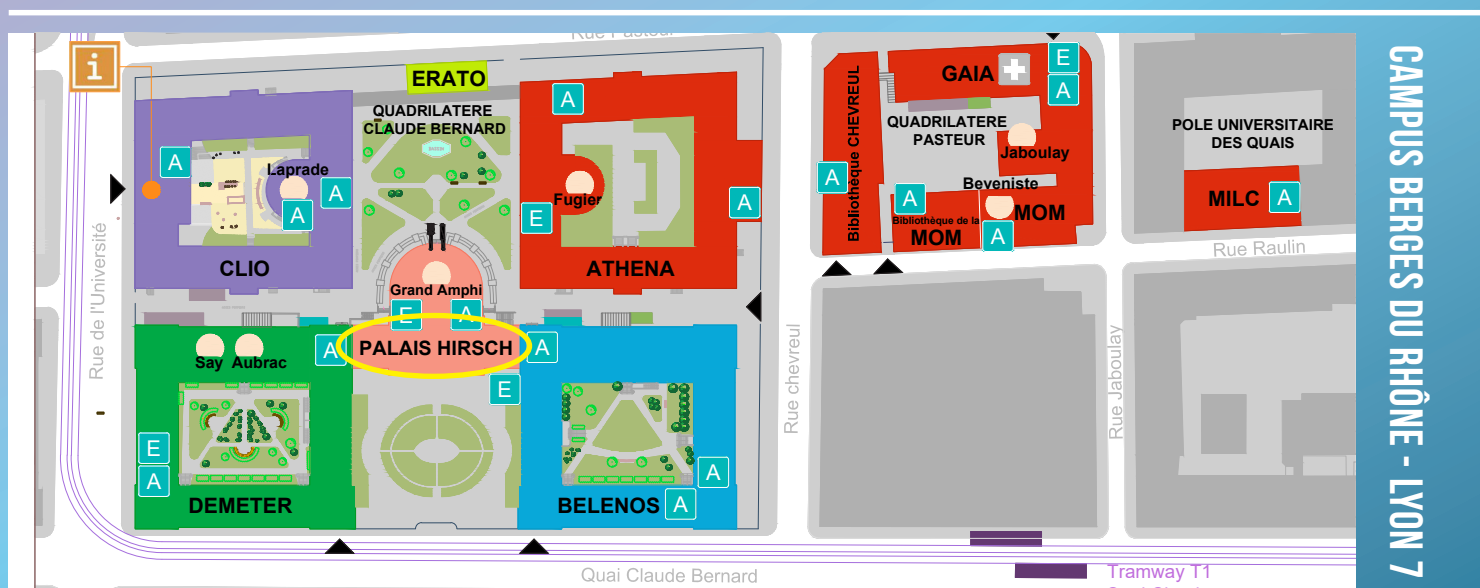 Rue Pasteur
i
ERATO
QUADRILATERE
CLAUDE BERNARD
A
A
Laprade
A
A
CLIO
Rue de l'Université
A
Fugier
E
A
ATHENA
Grand Amphi
E
A
A
PALAIS HIRSCH
A
E
Say
Aubrac
E
A
DEMETER
BELENOS
A
A
Bibliothèque CHEVREUL
A
GAIA
E
A
QUADRILATERE
PASTEUR
Jaboulay
Beveniste
A
Bibliothèque de la
MOM
MOM
A
POLE UNIVERSITAIRE
DES QUAIS
MILC
A
Rue Raulin
Rue chevreul
Rue Jaboulay
Quai Claude Bernard
Tramway T1
CAMPUS BERGES DU RHÔNE - LYON 7